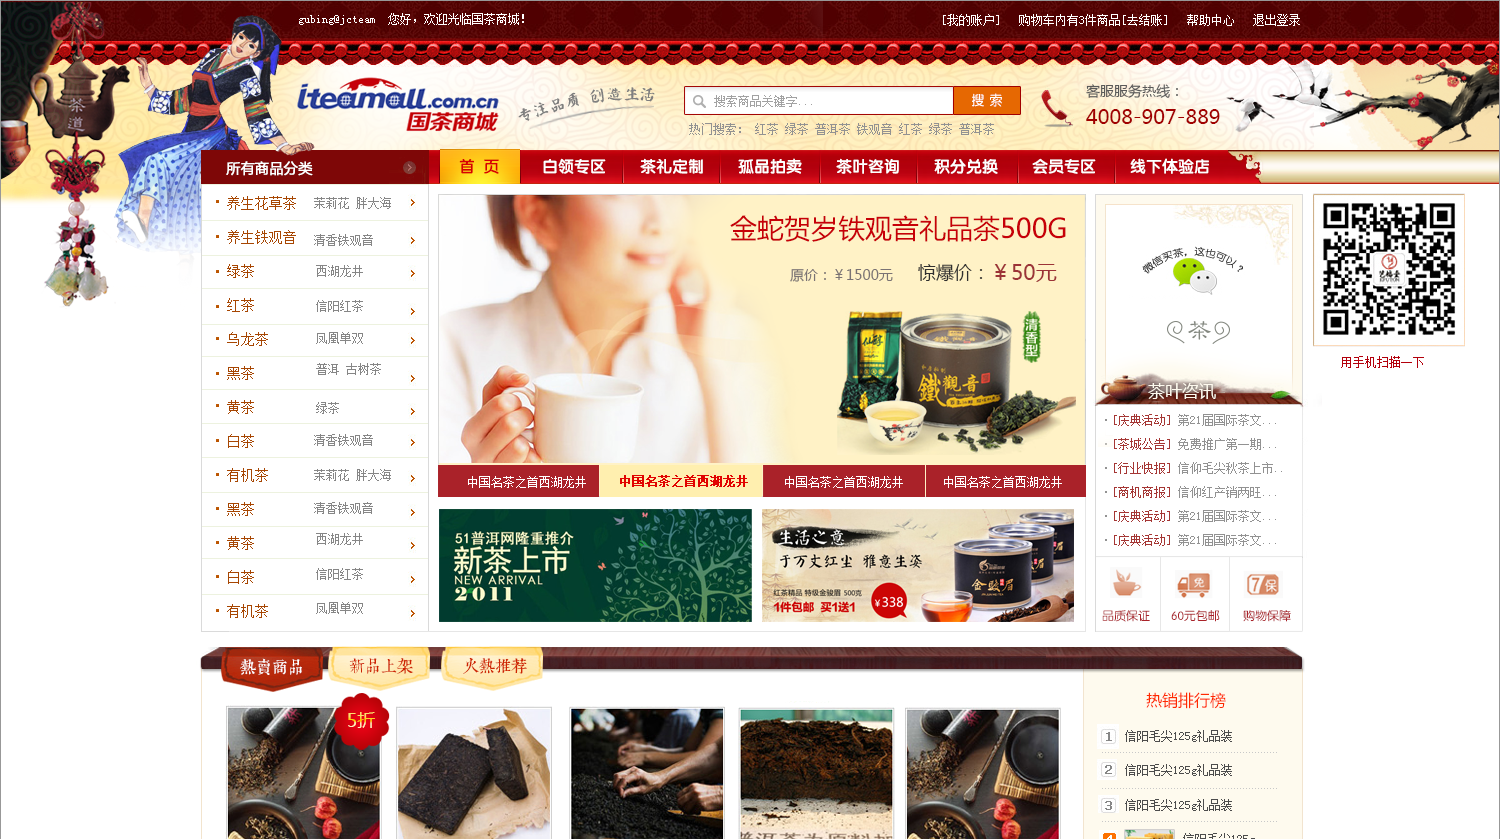 gubing@jcteam 您好，欢迎光临国茶商城！
[我的账户] 购物车内有3件商品[去结账] 帮助中心 退出登录
茶道
iteamall.com.cn
国茶商城
专注品质 创造生活
搜索商品关键字...
搜 索
热门搜索： 红茶 绿茶 普洱茶 铁观音 红茶 绿茶 普洱茶
客服服务热线：
4008-907-889
所有商品分类
首 页 白领专区 茶礼定制 孤品拍卖 茶叶咨询 积分兑换 会员专区 线下体验店
养生花草茶 茉莉花 胖大海
养生铁观音 清香铁观音
绿茶 西湖龙井
红茶 信阳红茶
乌龙茶 凤凰单双
黑茶 普洱 古树茶
黄茶 绿茶
白茶 清香铁观音
有机茶 茉莉花 胖大海
黑茶 清香铁观音
黄茶 西湖龙井
白茶 信阳红茶
有机茶 凤凰单双
金蛇贺岁铁观音礼品茶500G
原价：￥1500元 惊爆价：￥50元
清香型
鐵觀音
中国名茶之首西湖龙井
中国名茶之首西湖龙井
中国名茶之首西湖龙井
中国名茶之首西湖龙井
51普洱网隆重推介
新茶上市
NEW ARRIVAL
2011
生活之意
于万丈红尘 雅意生姿
红茶精品 特级金骏眉 500克
1件包邮 买1送1
¥338
金骏眉
微信买茶，这也可以？
茶
茶叶咨讯
· [庆典活动] 第21届国际茶文...
· [茶城公告] 免费推广第一期...
· [行业快报] 信仰毛尖秋茶上市..
· [商机商报] 信仰红产销两旺...
· [庆典活动] 第21届国际茶文...
· [庆典活动] 第21届国际茶文...
品质保证
免
60元包邮
7保
购物保障
用手机扫描一下
熱賣商品
新品上架
火熱推荐
5折
热销排行榜
1 信阳毛尖125g礼品装
2 信阳毛尖125g礼品装
3 信阳毛尖125g礼品装
4 信阳毛尖125g